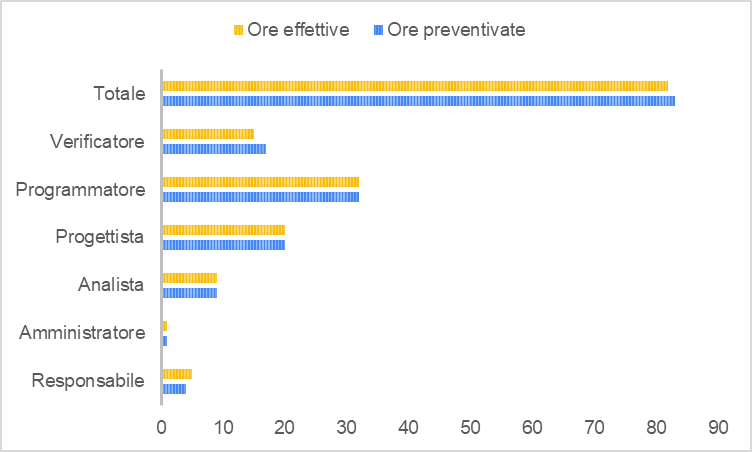 Ore effettive Ore preventivate
Totale
Verificatore
Programmatore
Progettista
Analista
Amministratore
Responsabile
0 10 20 30 40 50 60 70 80 90